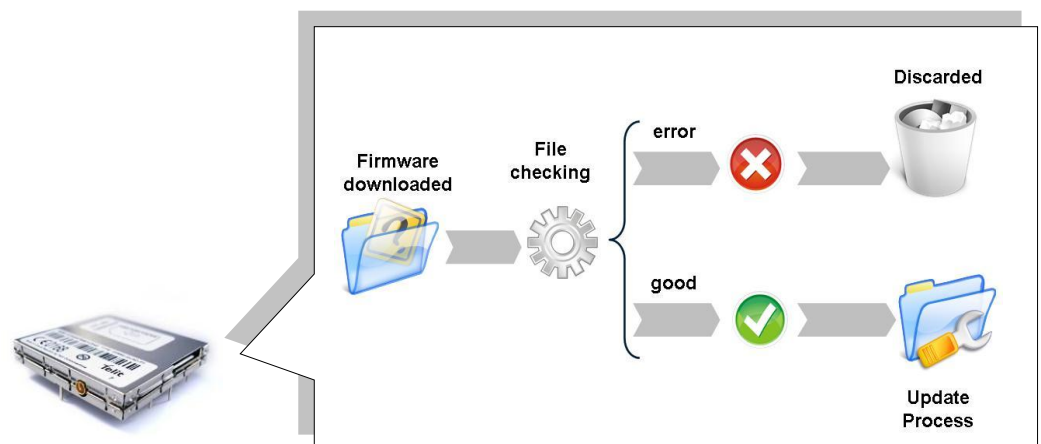 Discarded
error
Firmware
downloaded
File
checking
?
good
Update
Process
Telit